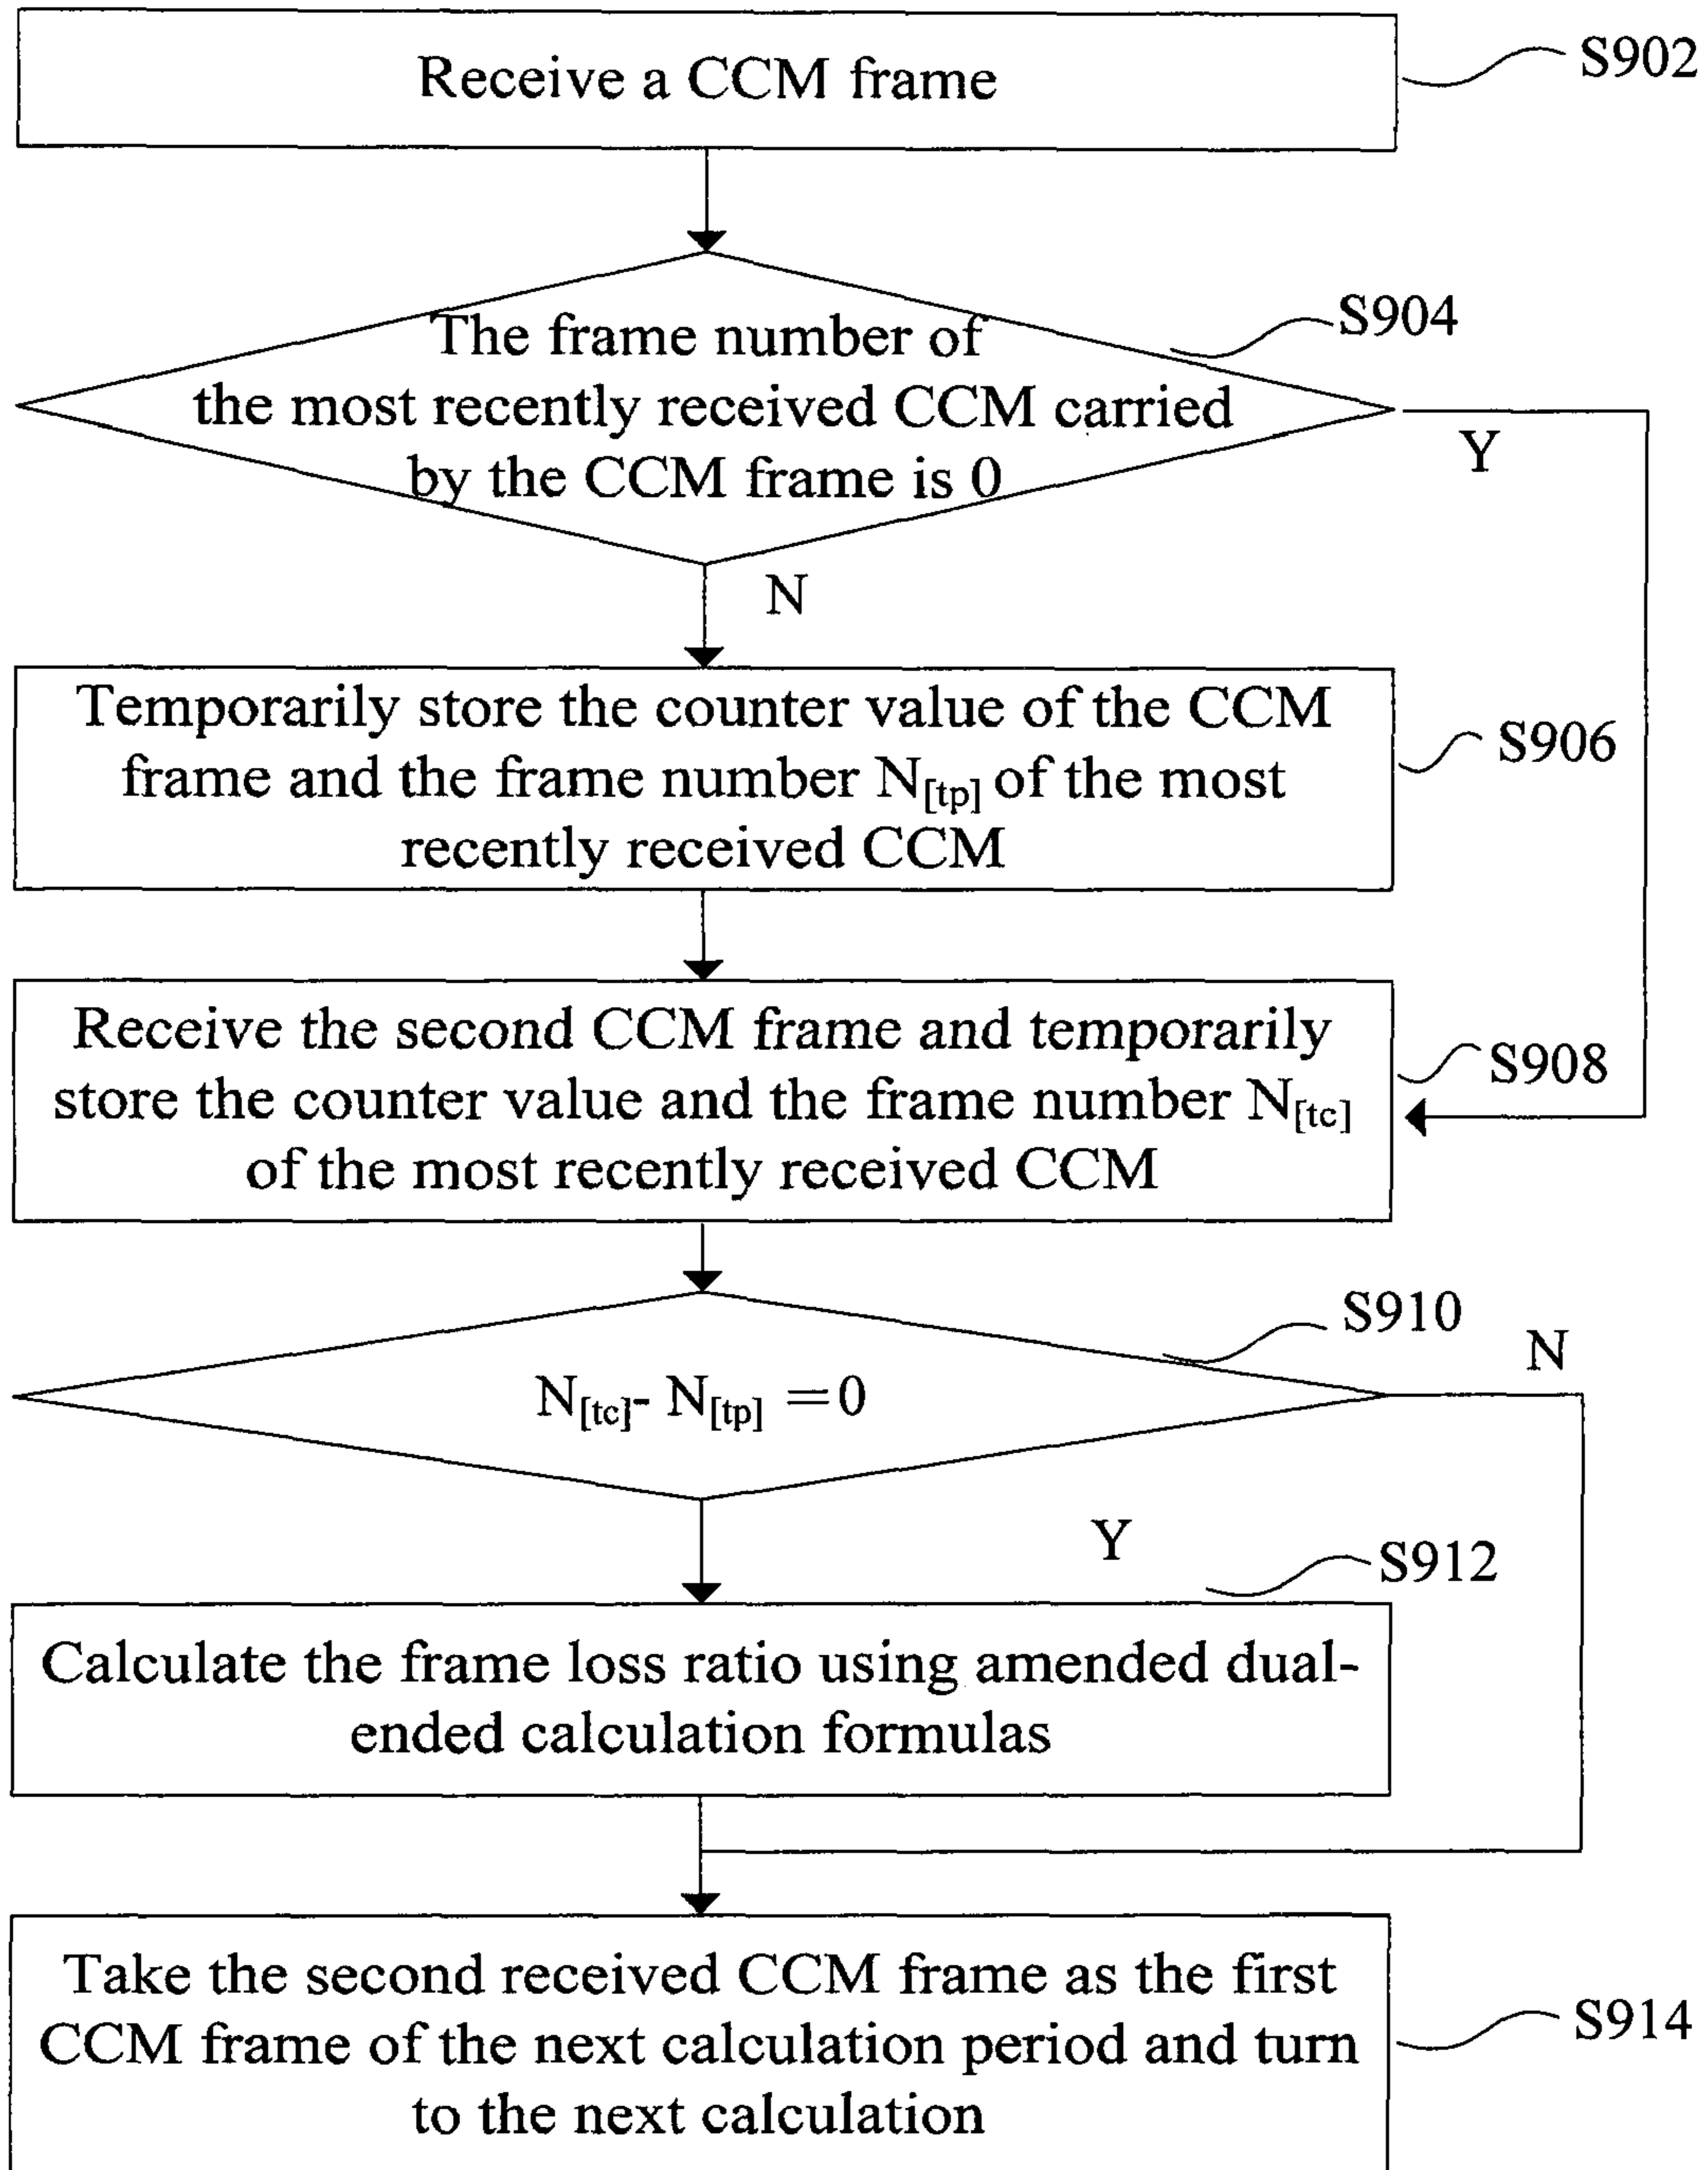 Receive a CCM frame
S902
The frame number of
the most recently received CCM carried
by the CCM frame is 0
S904
Y
N
Temporarily store the counter value of the CCM
frame and the frame number N[tp] of the most
recently received CCM
S906
Receive the second CCM frame and temporarily
store the counter value and the frame number N[tc]
of the most recently received CCM
S908
N[tc]- N[tp] =0
S910
N
Y
S912
Calculate the frame loss ratio using amended dual-
ended calculation formulas
Take the second received CCM frame as the first
CCM frame of the next calculation period and turn
to the next calculation
S914